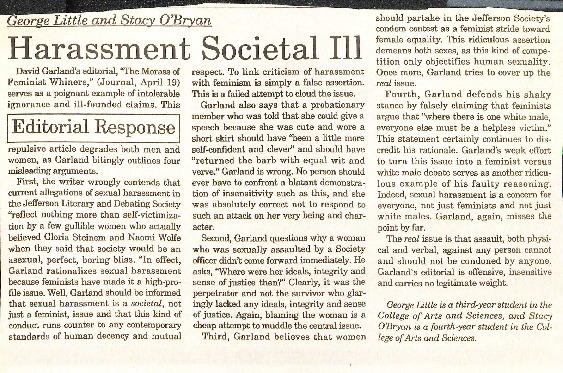 George Little and Stacy O'Bryan
Harassment Societal Ill
David Garland's editorial, "The Morass of
Feminist Whiners," (Journal, April 19)
serves as a poignant example of intolerable
ignorance and ill-founded claims. This
Editorial Response
repulsive article degrades both men and
women, as Garland bitingly outlines four
misleading arguments.
First, the writer wrongly contends that
current allegations of sexual harassment in
the Jefferson Literary and Debating Society
"reflect nothing more than self-victimiza-
tion by a few gullible women who actually
believed Gloria Steinem and Naomi Wolfe
when they said that society would be an
asexual, perfect, boring bliss. "In effect,
Garland rationalizes sexual harassment
because feminists have made it a high-pro-
file issue. Well, Garland should be informed
that sexual harassment is a societal, not
just a feminist, issue and that this kind of
conduct runs counter to any contemporary
standards of human decency and mutual
respect. To link criticism of harassment
with feminism is simply a false assertion.
This is a failed attempt to cloud the issue.
Garland also says that a probationary
member who was told that she could give a
speech because she was cute and wore a
short skirt should have "been a little more
self-confident and clever" and should have
"returned the barb with equal wit and
verve." Garland is wrong. No person should
ever have to confront a blatant demonstra-
tion of insensitivity such as this, and she
was absolutely correct not to respond to
such an attack on her very being and char-
acter.
Second, Garland questions why a woman
who was sexually assaulted by a Society
officer didn't come forward immediately. He
asks, "Where were her ideals, integrity and
sense of justice than?" Clearly, it was the
perpetrator and not the survivor who glar-
ingly lacked any ideas, integrity and sense
of justice. Again, blaming the woman is a
cheap attempt to muddle the central issue.
Third, Garland believes that women
should partake in the Jefferson Society's
condom contest as a feminist stride toward
female equality. This ridiculous assertion
demeans both sexes, as this kind of compe-
tition only objectifies human sexuality.
Once more, Garland tries to cover up the
real issue.
Fourth, Garland defends his shaky
stance by falsely claiming that feminists
argue that "where there is one white male,
everyone else must be a helpless victim."
This statement certainly continues to dis-
credit his rationale. Garland's weak effort
to turn this issue into a feminist versus
white male debate serves as another ridicu-
lous example of his faulty reasoning.
Indeed, sexual harassment is a concern for
everyone, not just feminists and not just
white males. Garland, again, misses the
point by far.
The real issue is that assault, both physi-
cal and verbal, against any person cannot
and should not be condoned by anyone.
Garland's editorial is offensive, insensitive
and carries no legitimate weight.
George Little is a third-year student in the
College of Arts and Sciences, and Stacy
O'Bryan is a fourth-year student in the Col-
lege of Arts and Sciences.